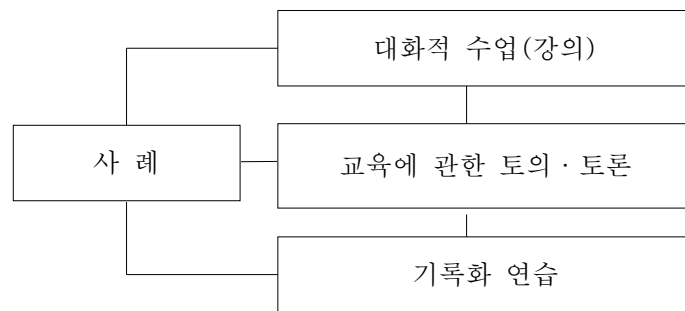 대화적 수업(강의)
사 례
교육에 관한 토의 · 토론
기록화 연습